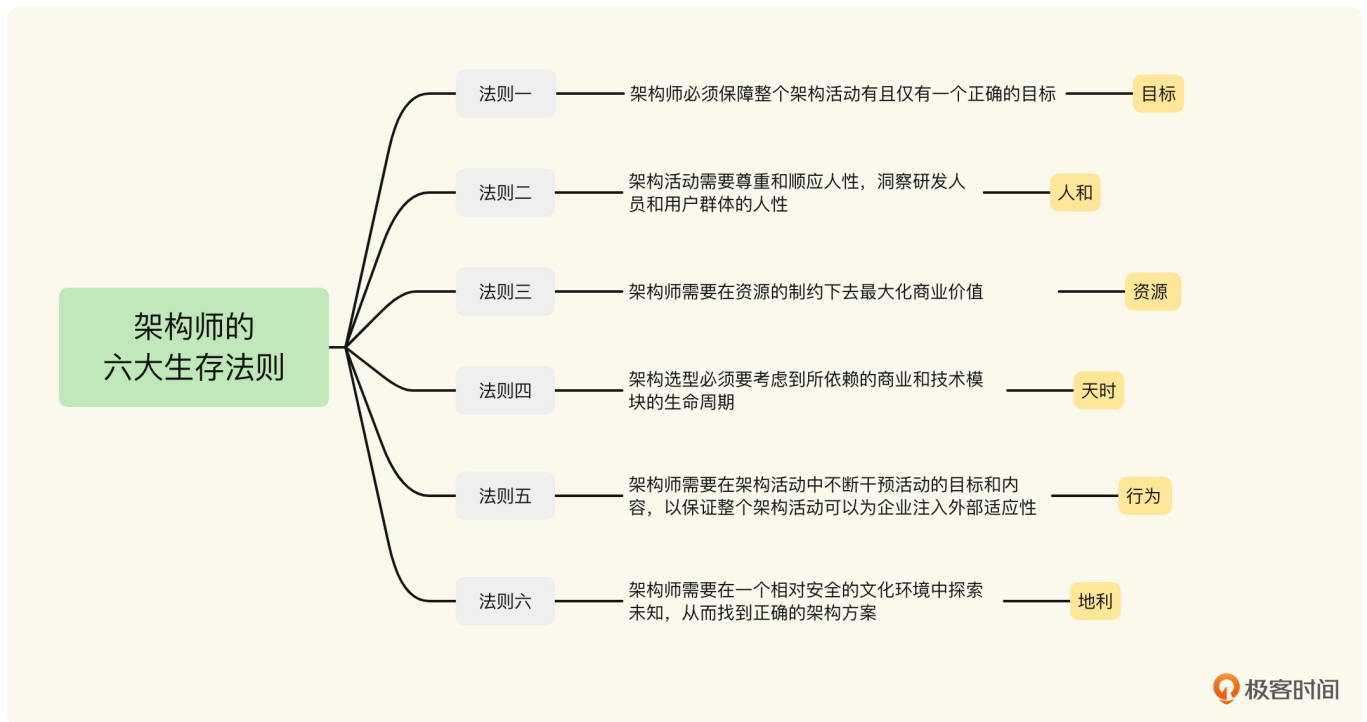 架构师的
六大生存法则
法则一
架构师必须保障整个架构活动有且仅有一个正确的目标
目标
法则二
架构活动需要尊重和顺应人性，洞察研发人
员和用户群体的人性
人和
法则三
架构师需要在资源的制约下去最大化商业价值
资源
法则四
架构选型必须要考虑到所依赖的商业和技术模
块的生命周期
天时
法则五
架构师需要在架构活动中不断干预活动的目标和内
容，以保证整个架构活动可以为企业注入外部适应性
行为
法则六
架构师需要在一个相对安全的文化环境中探索
未知，从而找到正确的架构方案
地利
极客时间